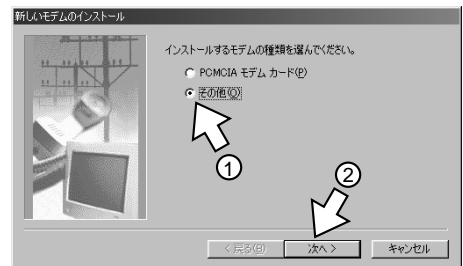 新しいモデムのインストール
インストールするモデムの種類を選んでください。
PCMCIA モデム カード(P)
その他(O)
①
②
< 戻る(B)
次へ >
キャンセル